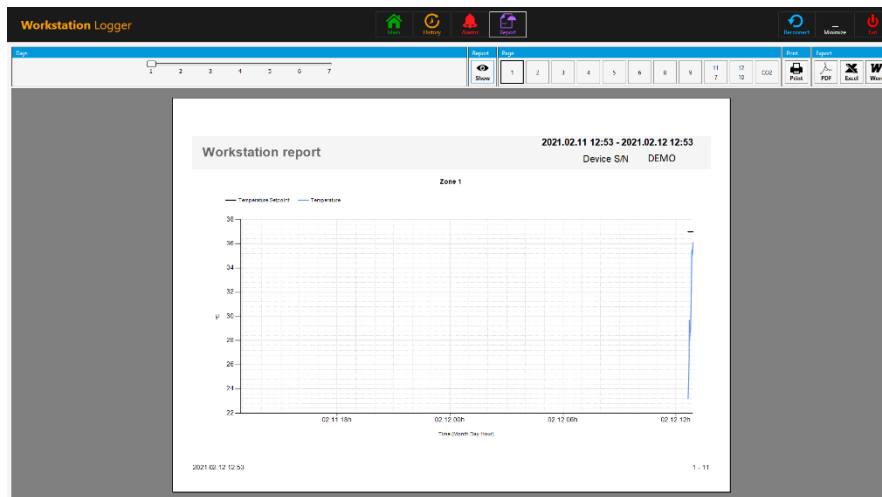 Workstation Logger
Main History Alarms Report Reconnect Minimize Exit
Days Report Page Print Export
1 2 3 4 5 6 7
Show
1 2 3 4 5 6 8 9 11 7 12 10 CO2
Print PDF Excel Word
Workstation report
2021.02.11 12:53 - 2021.02.12 12:53
Device S/N DEMO
Zone 1
Temperature Setpoint Temperature
38
36
34
32
30
28
26
24
22
°C
02.11 18h 02.12 00h 02.12 06h 02.12 12h
Time (Month Day Hour)
2021.02.12 12:53
1 - 11